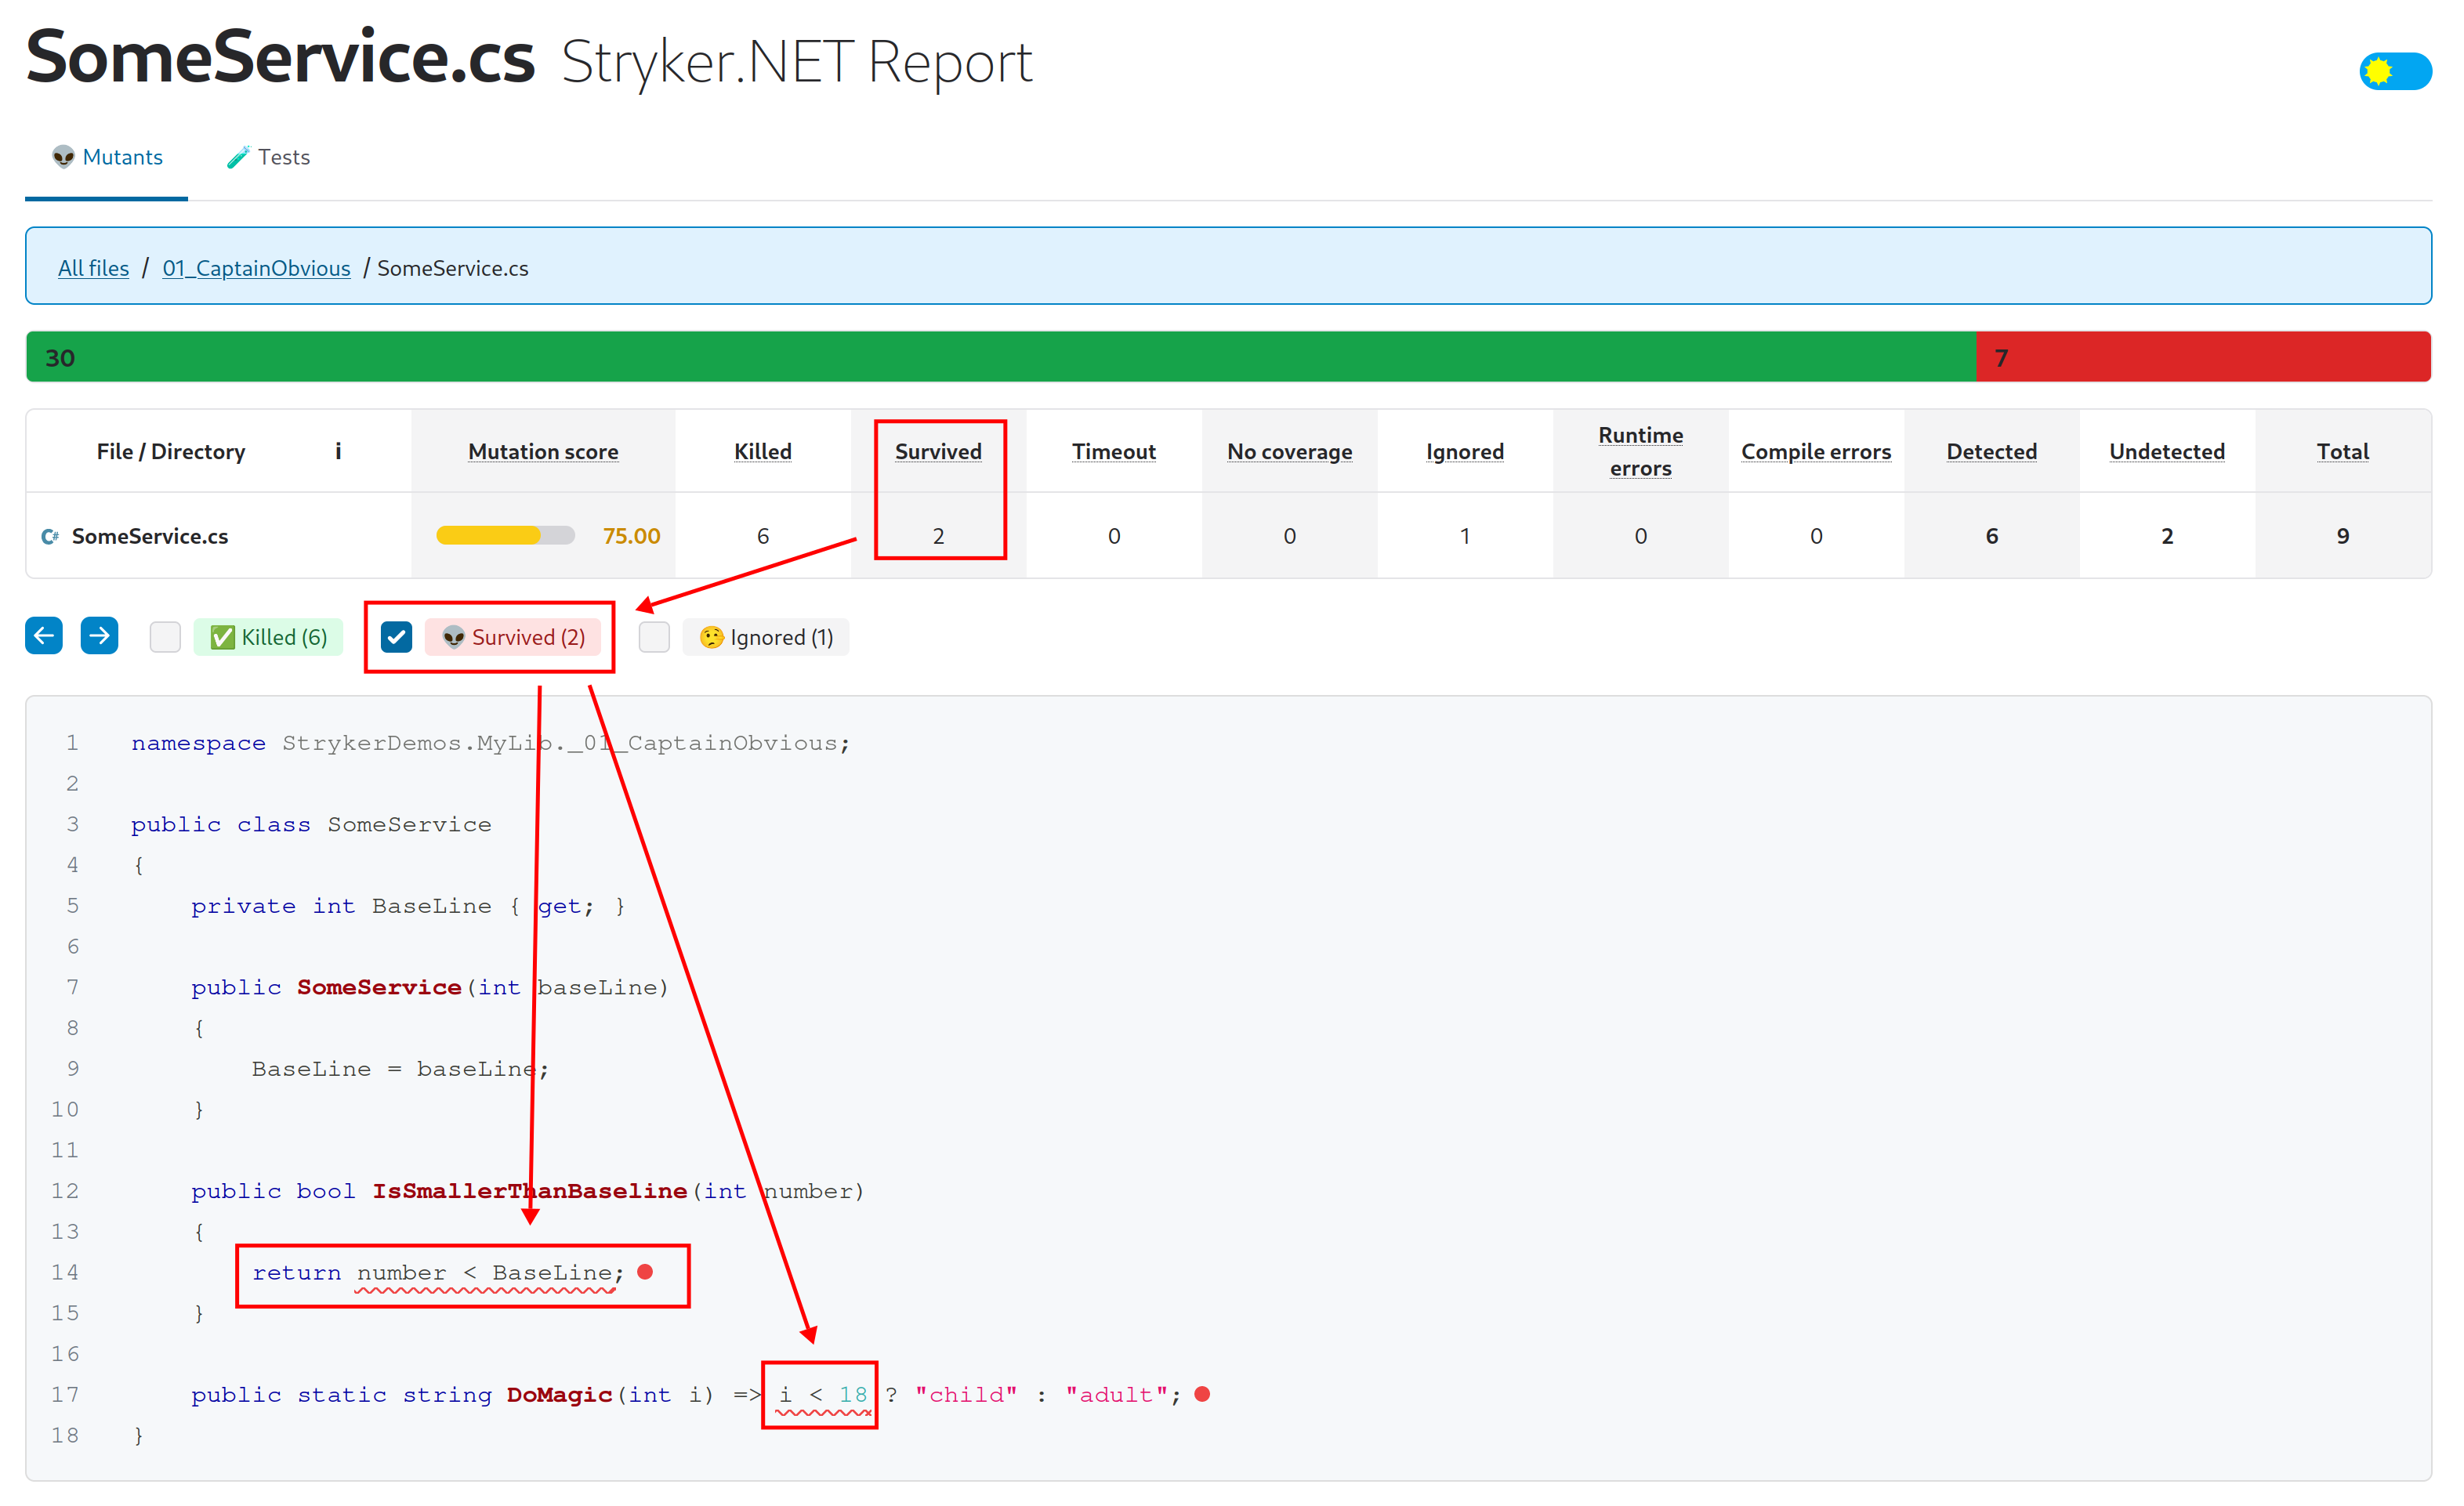 SomeService.cs Stryker.NET Report
👽 Mutants 🧪 Tests
All files / 01_CaptainObvious / SomeService.cs
30 7
File / Directory i Mutation score Killed Survived Timeout No coverage Ignored Runtime errors Compile errors Detected Undetected Total
C# SomeService.cs 75.00 6 2 0 0 1 0 0 6 2 9
✅ Killed (6) 👽 Survived (2) 🤨 Ignored (1)
1 namespace StrykerDemos.MyLib._01_CaptainObvious;
2
3 public class SomeService
4 {
5     private int BaseLine { get; }
6
7     public SomeService(int baseLine)
8     {
9         BaseLine = baseLine;
10     }
11
12     public bool IsSmallerThanBaseline(int number)
13     {
14         return number < BaseLine;
15     }
16
17     public static string DoMagic(int i) => i < 18 ? "child" : "adult";
18 }